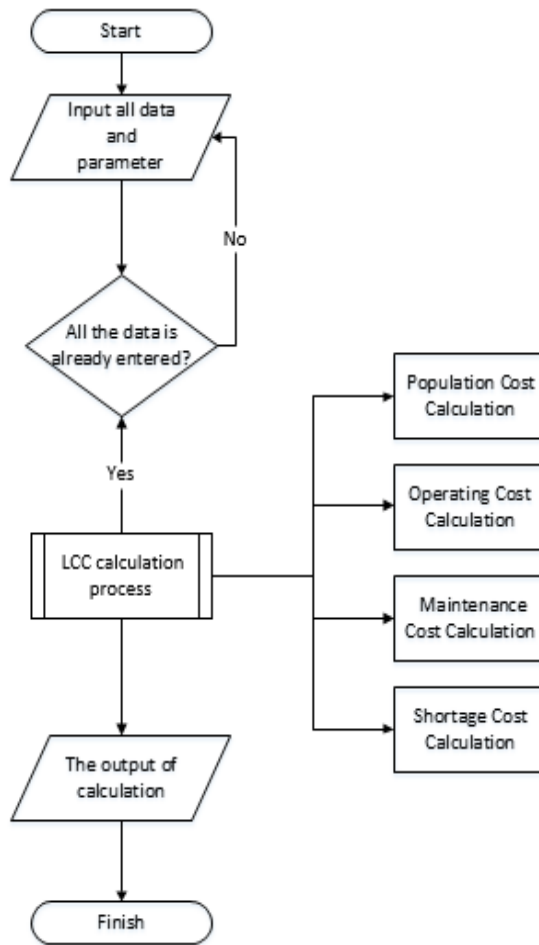 Start
Input all data
and
parameter
No
All the data is
already entered?
Yes
LCC calculation
process
Population Cost
Calculation
Operating Cost
Calculation
Maintenance
Cost Calculation
Shortage Cost
Calculation
The output of
calculation
Finish